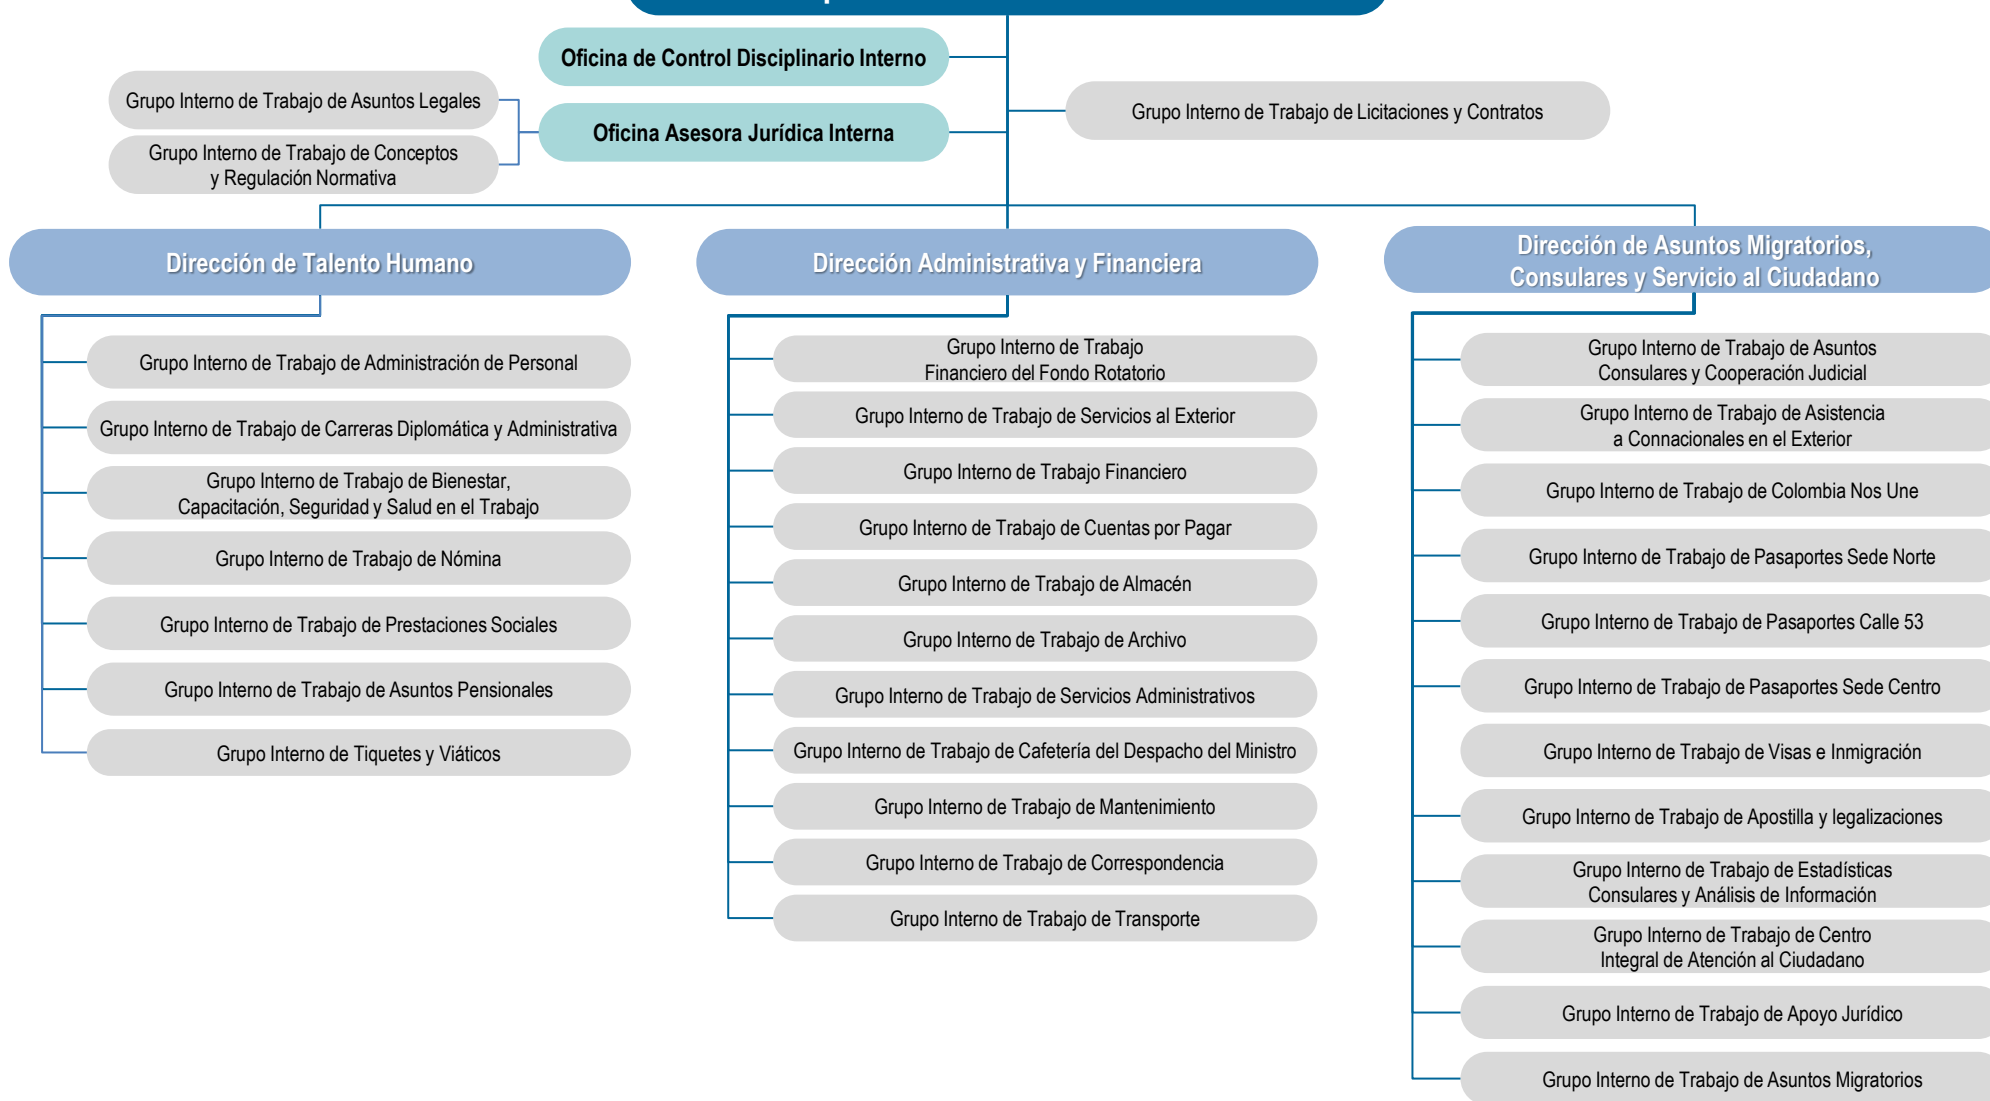 Oficina de Control Disciplinario Interno
Grupo Interno de Trabajo de Asuntos Legales
Oficina Asesora Jurídica Interna
Grupo Interno de Trabajo de Licitaciones y Contratos
Grupo Interno de Trabajo de Conceptos
y Regulación Normativa
Dirección de Talento Humano
Grupo Interno de Trabajo de Administración de Personal
Grupo Interno de Trabajo de Carreras Diplomática y Administrativa
Grupo Interno de Trabajo de Bienestar,
Capacitación, Seguridad y Salud en el Trabajo
Grupo Interno de Trabajo de Nómina
Grupo Interno de Trabajo de Prestaciones Sociales
Grupo Interno de Trabajo de Asuntos Pensionales
Grupo Interno de Tiquetes y Viáticos
Dirección Administrativa y Financiera
Grupo Interno de Trabajo
Financiero del Fondo Rotatorio
Grupo Interno de Trabajo de Servicios al Exterior
Grupo Interno de Trabajo Financiero
Grupo Interno de Trabajo de Cuentas por Pagar
Grupo Interno de Trabajo de Almacén
Grupo Interno de Trabajo de Archivo
Grupo Interno de Trabajo de Servicios Administrativos
Grupo Interno de Trabajo de Cafetería del Despacho del Ministro
Grupo Interno de Trabajo de Mantenimiento
Grupo Interno de Trabajo de Correspondencia
Grupo Interno de Trabajo de Transporte
Dirección de Asuntos Migratorios,
Consulares y Servicio al Ciudadano
Grupo Interno de Trabajo de Asuntos
Consulares y Cooperación Judicial
Grupo Interno de Trabajo de Asistencia
a Connacionales en el Exterior
Grupo Interno de Trabajo de Colombia Nos Une
Grupo Interno de Trabajo de Pasaportes Sede Norte
Grupo Interno de Trabajo de Pasaportes Calle 53
Grupo Interno de Trabajo de Pasaportes Sede Centro
Grupo Interno de Trabajo de Visas e Inmigración
Grupo Interno de Trabajo de Apostilla y legalizaciones
Grupo Interno de Trabajo de Estadísticas
Consulares y Análisis de Información
Grupo Interno de Trabajo de Centro
Integral de Atención al Ciudadano
Grupo Interno de Trabajo de Apoyo Jurídico
Grupo Interno de Trabajo de Asuntos Migratorios